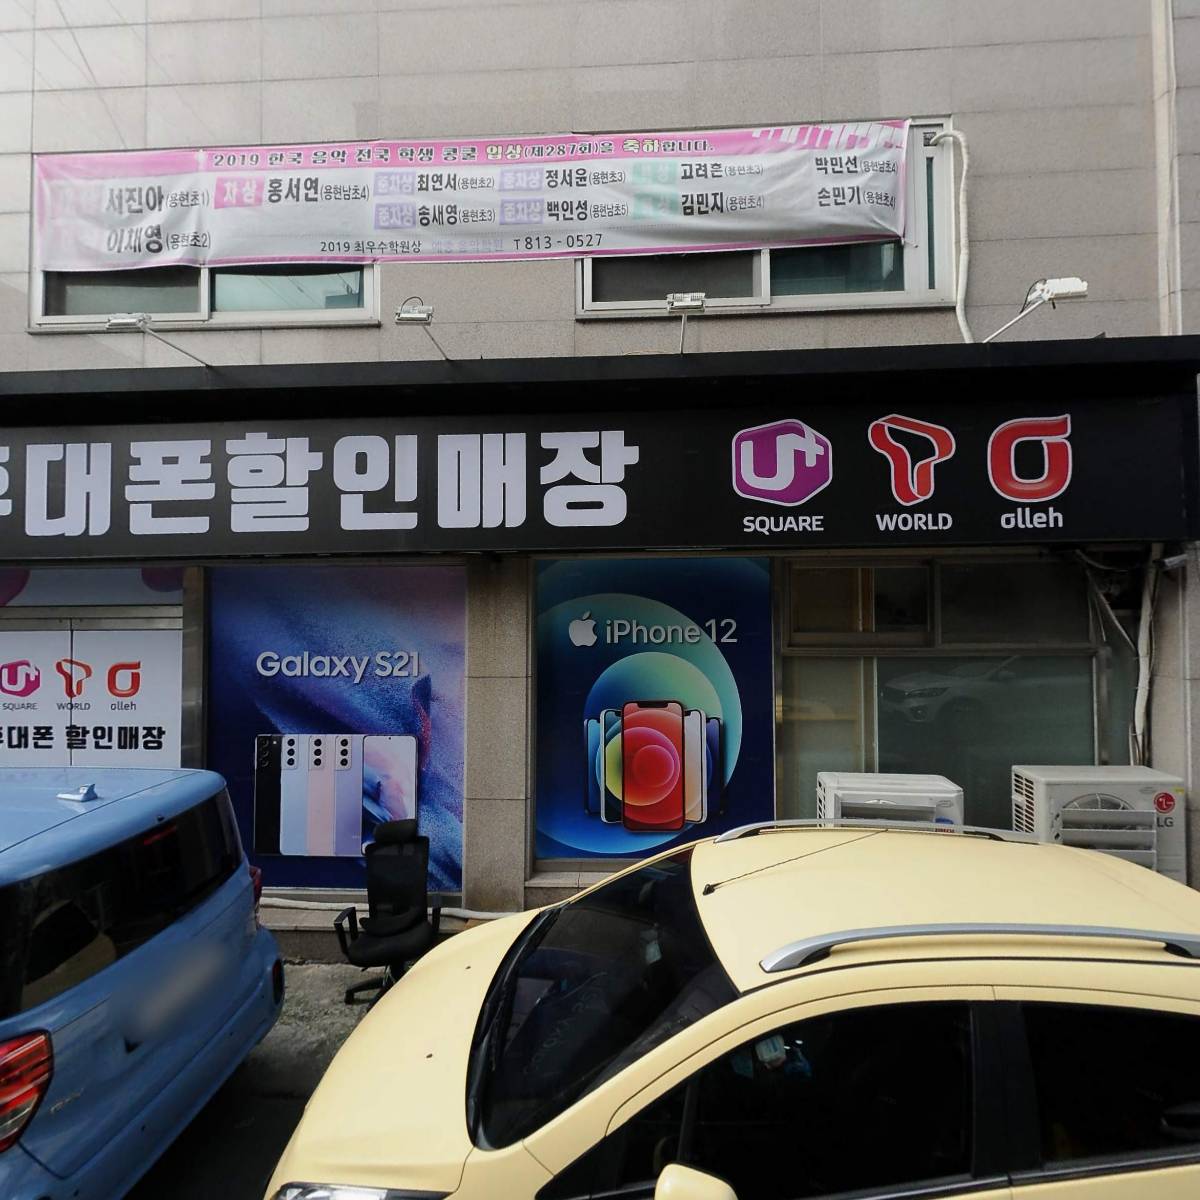 2019 한국 음악 전국 학생 콩쿨 입상(제287회)을 축하합니다.
서진아(용현초1) 차상 홍서연(용현남초4) 준차상 최연서(용현초2) 준차상 정서윤(용현초3) 고려흔(용현초3) 박민선(용현남초4)
이채영(용현초2) 준차상 송새영(용현초3) 준차상 백인성(용현남초5) 김민지(용현초4) 손민기(용현초4)
2019 최우수학원상 예총 음악학원 T 813-0527
대폰할인매장
U+ SQUARE
T WORLD
olleh
Galaxy S21
iPhone 12
U+ SQUARE
T WORLD
olleh
대폰 할인매장
LG